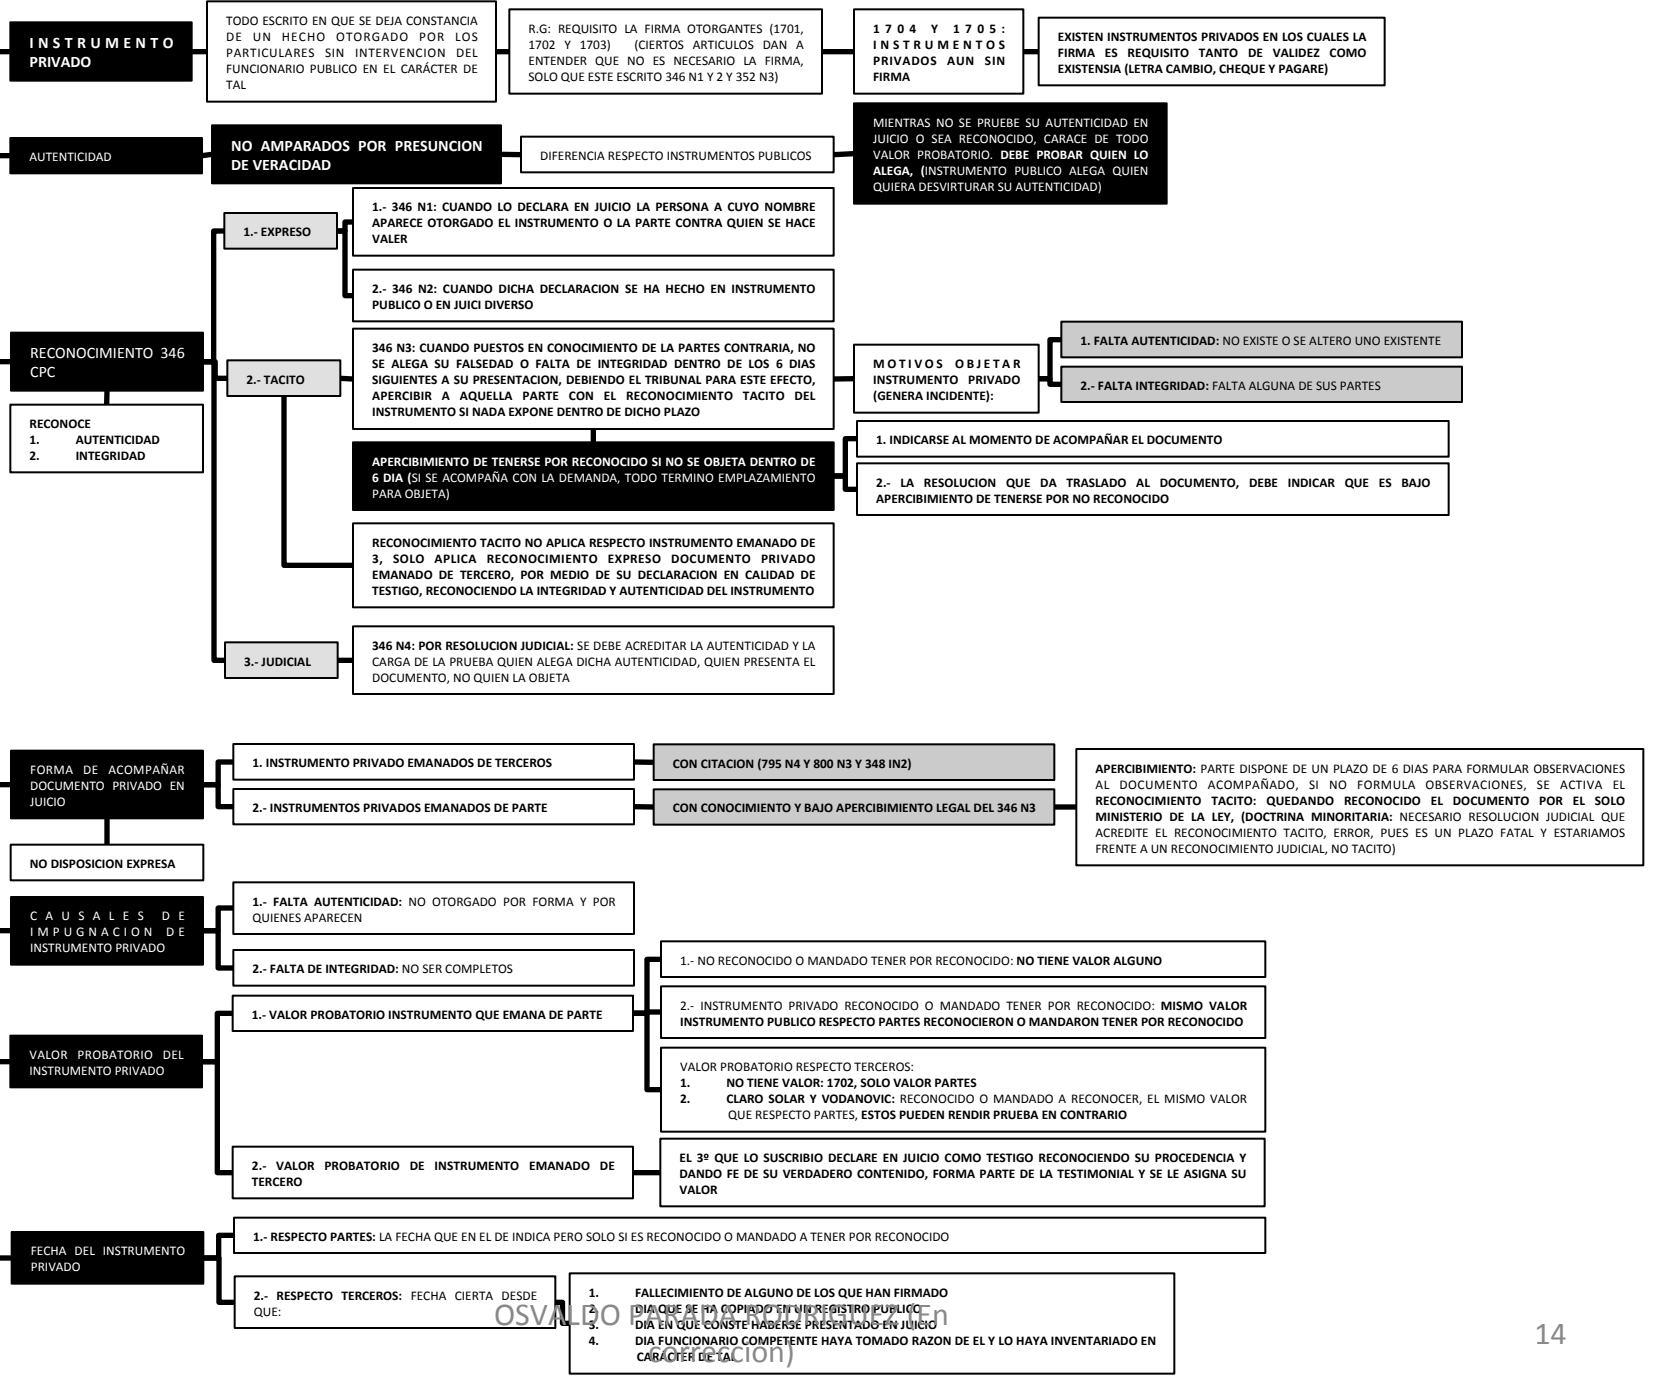 INSTRUMENTO
PRIVADO
TODO ESCRITO EN QUE SE DEJA CONSTANCIA
DE UN HECHO OTORGADO POR LOS
PARTICULARES SIN INTERVENCION DEL
FUNCIONARIO PUBLICO EN EL CARÁCTER DE
TAL
R.G: REQUISITO LA FIRMA OTORGANTES (1701,
1702 Y 1703) (CIERTOS ARTICULOS DAN A
ENTENDER QUE NO ES NECESARIO LA FIRMA,
SOLO QUE ESTE ESCRITO 346 N1 Y 2 Y 352 N3)
1704 Y 1705:
INSTRUMENTOS
PRIVADOS AUN SIN
FIRMA
EXISTEN INSTRUMENTOS PRIVADOS EN LOS CUALES LA
FIRMA ES REQUISITO TANTO DE VALIDEZ COMO
EXISTENSIA (LETRA CAMBIO, CHEQUE Y PAGARE)
AUTENTICIDAD
NO AMPARADOS POR PRESUNCION
DE VERACIDAD
DIFERENCIA RESPECTO INSTRUMENTOS PUBLICOS
MIENTRAS NO SE PRUEBE SU AUTENTICIDAD EN
JUICIO O SEA RECONOCIDO, CARACE DE TODO
VALOR PROBATORIO. DEBE PROBAR QUIEN LO
ALEGA, (INSTRUMENTO PUBLICO ALEGA QUIEN
QUIERA DESVIRTURAR SU AUTENTICIDAD)
RECONOCIMIENTO 346
CPC
RECONOCE
1. AUTENTICIDAD
2. INTEGRIDAD
1.- EXPRESO
1.- 346 N1: CUANDO LO DECLARA EN JUICIO LA PERSONA A CUYO NOMBRE
APARECE OTORGADO EL INSTRUMENTO O LA PARTE CONTRA QUIEN SE HACE
VALER
2.- 346 N2: CUANDO DICHA DECLARACION SE HA HECHO EN INSTRUMENTO
PUBLICO O EN JUICI DIVERSO
2.- TACITO
346 N3: CUANDO PUESTOS EN CONOCIMIENTO DE LA PARTES CONTRARIA, NO
SE ALEGA SU FALSEDAD O FALTA DE INTEGRIDAD DENTRO DE LOS 6 DIAS
SIGUIENTES A SU PRESENTACION, DEBIENDO EL TRIBUNAL PARA ESTE EFECTO,
APERCIBIR A AQUELLA PARTE CON EL RECONOCIMIENTO TACITO DEL
INSTRUMENTO SI NADA EXPONE DENTRO DE DICHO PLAZO
MOTIVOS OBJETAR
INSTRUMENTO PRIVADO
(GENERA INCIDENTE):
1. FALTA AUTENTICIDAD: NO EXISTE O SE ALTERO UNO EXISTENTE
2.- FALTA INTEGRIDAD: FALTA ALGUNA DE SUS PARTES
APERCIBIMIENTO DE TENERSE POR RECONOCIDO SI NO SE OBJETA DENTRO DE
6 DIA (SI SE ACOMPAÑA CON LA DEMANDA, TODO TERMINO EMPLAZAMIENTO
PARA OBJETA)
1. INDICARSE AL MOMENTO DE ACOMPAÑAR EL DOCUMENTO
2.- LA RESOLUCION QUE DA TRASLADO AL DOCUMENTO, DEBE INDICAR QUE ES BAJO
APERCIBIMIENTO DE TENERSE POR NO RECONOCIDO
RECONOCIMIENTO TACITO NO APLICA RESPECTO INSTRUMENTO EMANADO DE
3, SOLO APLICA RECONOCIMIENTO EXPRESO DOCUMENTO PRIVADO
EMANADO DE TERCERO, POR MEDIO DE SU DECLARACION EN CALIDAD DE
TESTIGO, RECONOCIENDO LA INTEGRIDAD Y AUTENTICIDAD DEL INSTRUMENTO
3.- JUDICIAL
346 N4: POR RESOLUCION JUDICIAL: SE DEBE ACREDITAR LA AUTENTICIDAD Y LA
CARGA DE LA PRUEBA QUIEN ALEGA DICHA AUTENTICIDAD, QUIEN PRESENTA EL
DOCUMENTO, NO QUIEN LA OBJETA
FORMA DE ACOMPAÑAR
DOCUMENTO PRIVADO EN
JUICIO
NO DISPOSICION EXPRESA
1. INSTRUMENTO PRIVADO EMANADOS DE TERCEROS
CON CITACION (795 N4 Y 800 N3 Y 348 IN2)
2.- INSTRUMENTOS PRIVADOS EMANADOS DE PARTE
CON CONOCIMIENTO Y BAJO APERCIBIMIENTO LEGAL DEL 346 N3
APERCIBIMIENTO: PARTE DISPONE DE UN PLAZO DE 6 DIAS PARA FORMULAR OBSERVACIONES
AL DOCUMENTO ACOMPAÑADO, SI NO FORMULA OBSERVACIONES, SE ACTIVA EL
RECONOCIMIENTO TACITO: QUEDANDO RECONOCIDO EL DOCUMENTO POR EL SOLO
MINISTERIO DE LA LEY, (DOCTRINA MINORITARIA: NECESARIO RESOLUCION JUDICIAL QUE
ACREDITE EL RECONOCIMIENTO TACITO, ERROR, PUES ES UN PLAZO FATAL Y ESTARIAMOS
FRENTE A UN RECONOCIMIENTO JUDICIAL, NO TACITO)
CAUSALES DE
IMPUGNACION DE
INSTRUMENTO PRIVADO
1.- FALTA AUTENTICIDAD: NO OTORGADO POR FORMA Y POR
QUIENES APARECEN
2.- FALTA DE INTEGRIDAD: NO SER COMPLETOS
VALOR PROBATORIO DEL
INSTRUMENTO PRIVADO
1.- VALOR PROBATORIO INSTRUMENTO QUE EMANA DE PARTE
1.- NO RECONOCIDO O MANDADO TENER POR RECONOCIDO: NO TIENE VALOR ALGUNO
2.- INSTRUMENTO PRIVADO RECONOCIDO O MANDADO TENER POR RECONOCIDO: MISMO VALOR
INSTRUMENTO PUBLICO RESPECTO PARTES RECONOCIERON O MANDARON TENER POR RECONOCIDO
VALOR PROBATORIO RESPECTO TERCEROS:
1. NO TIENE VALOR: 1702, SOLO VALOR PARTES
2. CLARO SOLAR Y VODANOVIC: RECONOCIDO O MANDADO A RECONOCER, EL MISMO VALOR
QUE RESPECTO PARTES, ESTOS PUEDEN RENDIR PRUEBA EN CONTRARIO
2.- VALOR PROBATORIO DE INSTRUMENTO EMANADO DE
TERCERO
EL 3º QUE LO SUSCRIBIO DECLARE EN JUICIO COMO TESTIGO RECONOCIENDO SU PROCEDENCIA Y
DANDO FE DE SU VERDADERO CONTENIDO, FORMA PARTE DE LA TESTIMONIAL Y SE LE ASIGNA SU
VALOR
FECHA DEL INSTRUMENTO
PRIVADO
1.- RESPECTO PARTES: LA FECHA QUE EN EL DE INDICA PERO SOLO SI ES RECONOCIDO O MANDADO A TENER POR RECONOCIDO
2.- RESPECTO TERCEROS: FECHA CIERTA DESDE
QUE:
1. FALLECIMIENTO DE ALGUNO DE LOS QUE HAN FIRMADO
2. DIA QUE SE HA COPIADO EN UN REGISTRO PUBLICO
3. DIA EN QUE CONSTE HABERSE PRESENTADO EN JUICIO
4. DIA FUNCIONARIO COMPETENTE HAYA TOMADO RAZON DE EL Y LO HAYA INVENTARIADO EN
CARÁCTER DE TAL
OSVALDO PARADA RODRIGUEZ (En
corrección)
14